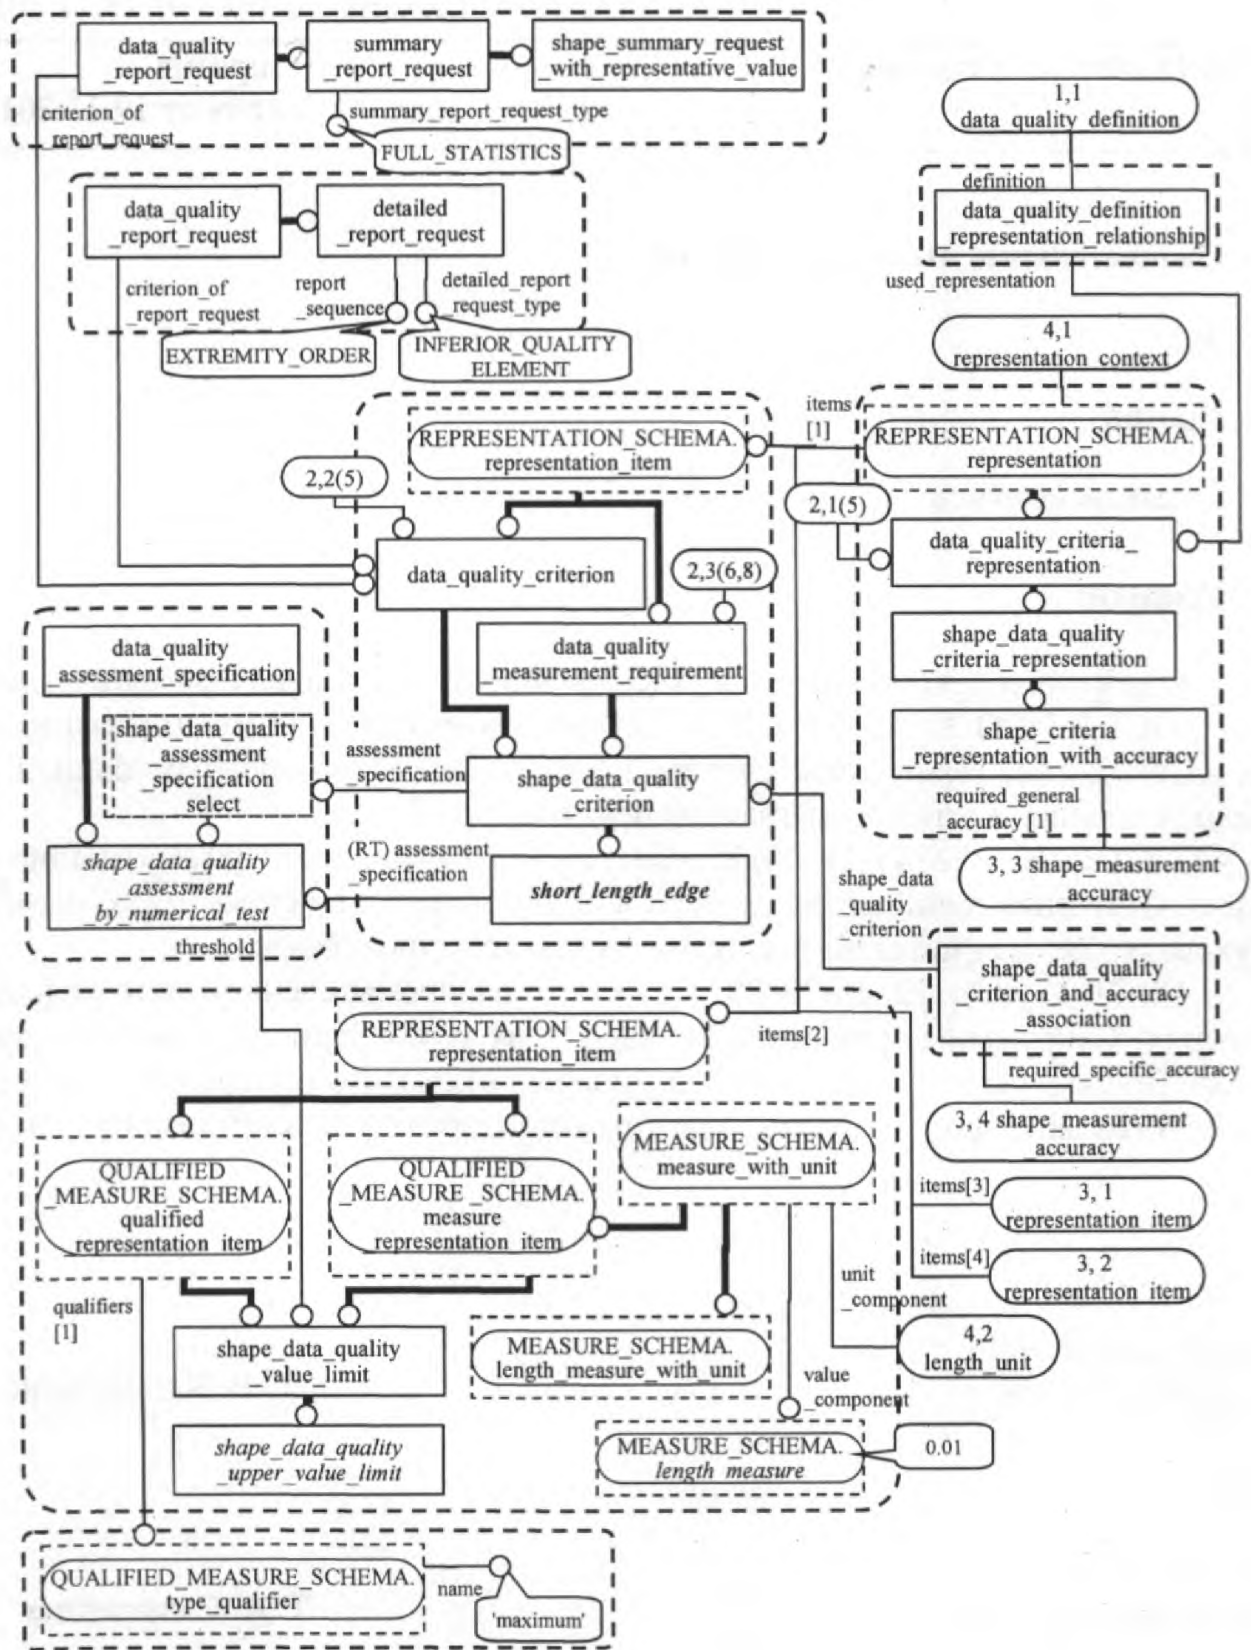 data_quality
_report_request
summary
_report_request
shape_summary_request
_with_representative_value
criterion_of
_report_request
summary_report_request_type
FULL_STATISTICS
1,1
data_quality_definition
data_quality
_report_request
detailed
_report_request
definition
data_quality_definition
_representation_relationship
criterion_of
_report_request
report
_sequence
detailed_report
_request_type
used_representation
EXTREMITY_ORDER
INFERIOR_QUALITY
_ELEMENT
4,1
representation_context
REPRESENTATION_SCHEMA.
representation_item
items
[1]
REPRESENTATION_SCHEMA.
representation
2,2(5)
2,1(5)
data_quality_criterion
2,3(6,8)
data_quality_criteria_
representation
data_quality
_assessment_specification
data_quality
_measurement_requirement
shape_data_quality
_criteria_representation
shape_data_quality
_assessment
_specification
_select
assessment
_specification
shape_data_quality
_criterion
shape_criteria
_representation_with_accuracy
required_general
_accuracy [1]
shape_data_quality
_assessment
_by_numerical_test
(RT) assessment
_specification
short_length_edge
shape_data
_quality
_criterion
3, 3 shape_measurement
_accuracy
threshold
shape_data_quality
_criterion_and_accuracy
_association
REPRESENTATION_SCHEMA.
representation_item
items[2]
required_specific_accuracy
3, 4 shape_measurement
_accuracy
QUALIFIED
_MEASURE_SCHEMA.
qualified
_representation_item
QUALIFIED
_MEASURE_SCHEMA.
measure
_representation_item
MEASURE_SCHEMA.
measure_with_unit
items[3]
3, 1
representation_item
items[4]
3, 2
representation_item
qualifiers
[1]
unit
_component
shape_data_quality
_value_limit
MEASURE_SCHEMA.
length_measure_with_unit
4,2
length_unit
value
_component
shape_data_quality
_upper_value_limit
MEASURE_SCHEMA.
length_measure
0.01
QUALIFIED_MEASURE_SCHEMA.
type_qualifier
name
'maximum'